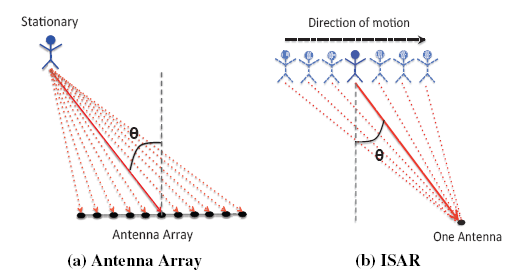 Stationary
θ
Antenna Array
(a) Antenna Array
Direction of motion
θ
One Antenna
(b) ISAR